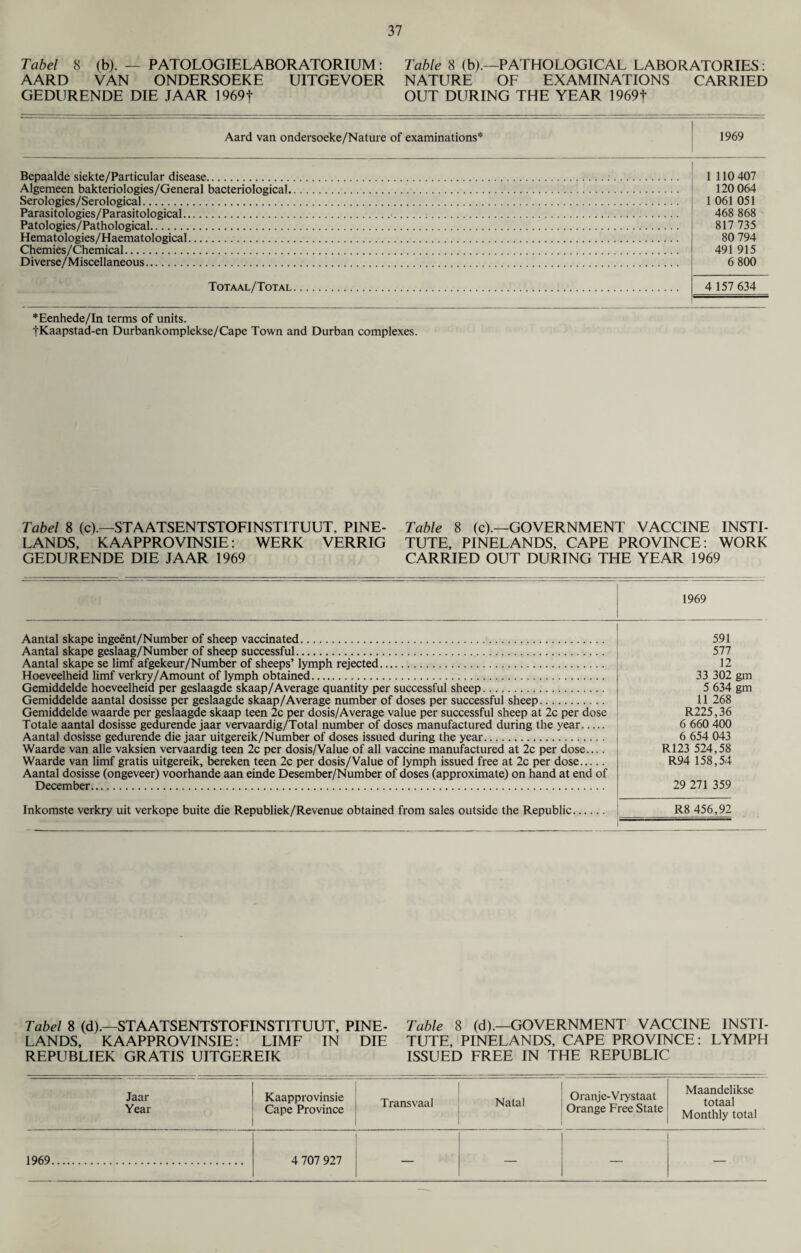 37
Tabel 8 (b). — PATOLOGIELABORATORIUM:
AARD VAN ONDERSOEKE UITGEVOER
GEDURENDE DIE JAAR 1969†
Table 8 (b).—PATHOLOGICAL LABORATORIES:
NATURE OF EXAMINATIONS CARRIED
OUT DURING THE YEAR 1969†
Aard van ondersoeke/Nature of examinations* 1969
Bepaalde siekte/Particular disease 1 110 407
Algemeen bakteriologies/General bacteriological 120 064
Serologies/Serological 1 061 051
Parasitologies/Parasitological 468 868
Patologies/Pathological 817 735
Hematologies/Haematological 80 794
Chemies/Chemical 491 915
Diverse/Miscellaneous 6 800
TOTAAL/TOTAL 4 157 634
*Eenhede/In terms of units.
†Kaapstad-en Durbankomplekse/Cape Town and Durban complexes.
Tabel 8 (c).—STAATSENTSTOFINSTITUUT, PINE-
LANDS, KAAPPROVINSIE: WERK VERRIG
GEDURENDE DIE JAAR 1969
Table 8 (c).—GOVERNMENT VACCINE INSTI-
TUTE, PINELANDS, CAPE PROVINCE: WORK
CARRIED OUT DURING THE YEAR 1969
1969
Aantal skape ingeënt/Number of sheep vaccinated 591
Aantal skape geslaag/Number of sheep successful 577
Aantal skape se limf afgekeur/Number of sheeps' lymph rejected 12
Hoeveelheid limf verkry/Amount of lymph obtained 33 302 gm
Gemiddelde hoeveelheid per geslaagde skaap/Average quantity per successful sheep 5 634 gm
Gemiddelde aantal dosisse per geslaagde skaap/Average number of doses per successful sheep 11 268
Gemiddelde waarde per geslaagde skaap teen 2c per dosis/Average value per successful sheep at 2c per dose R225,36
Totale aantal dosisse gedurende jaar vervaardig/Total number of doses manufactured during the year 6 660 400
Aantal dosisse gedurende die jaar uitgereik/Number of doses issued during the year 6 654 043
Waarde van alle vaksien vervaardig teen 2c per dosis/Value of all vaccine manufactured at 2c per dose R123 524,58
Waarde van limf gratis uitgereik, bereken teen 2c per dosis/Value of lymph issued free at 2c per dose R94 158,54
Aantal dosisse (ongeveer) voorhande aan einde Desember/Number of doses (approximate) on hand at end of
December 29 271 359
Inkomste verkry uit verkope buite die Republiek/Revenue obtained from sales outside the Republic R8 456,92
Tabel 8 (d).—STAATSENTSTOFINSTITUUT, PINE-
LANDS, KAAPPROVINSIE: LIMF IN DIE
REPUBLIEK GRATIS UITGEREIK
Table 8 (d).—GOVERNMENT VACCINE INSTI-
TUTE, PINELANDS, CAPE PROVINCE: LYMPH
ISSUED FREE IN THE REPUBLIC
Jaar
Year
Kaapprovinsie
Cape Province
Transvaal
Natal
Oranje-Vrystaat
Orange Free State
Maandelikse
totaal
Monthly total
1969 4 707 927 — — — —